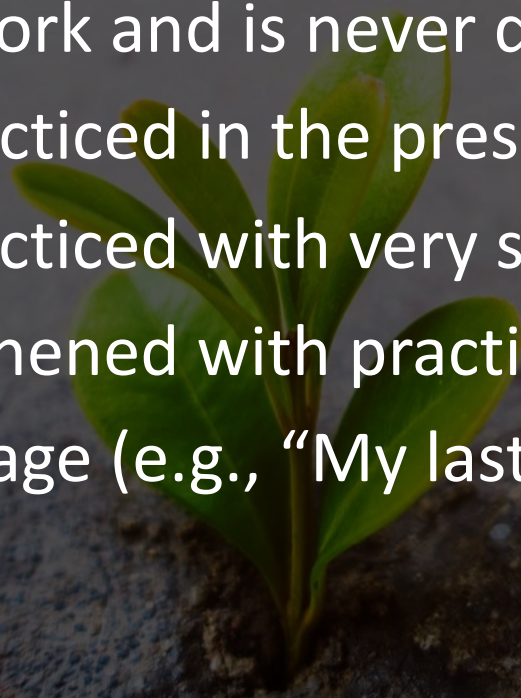 ork and is never
cticed in the pres
cticed with very s
hened with practi
age (e.g., “My last